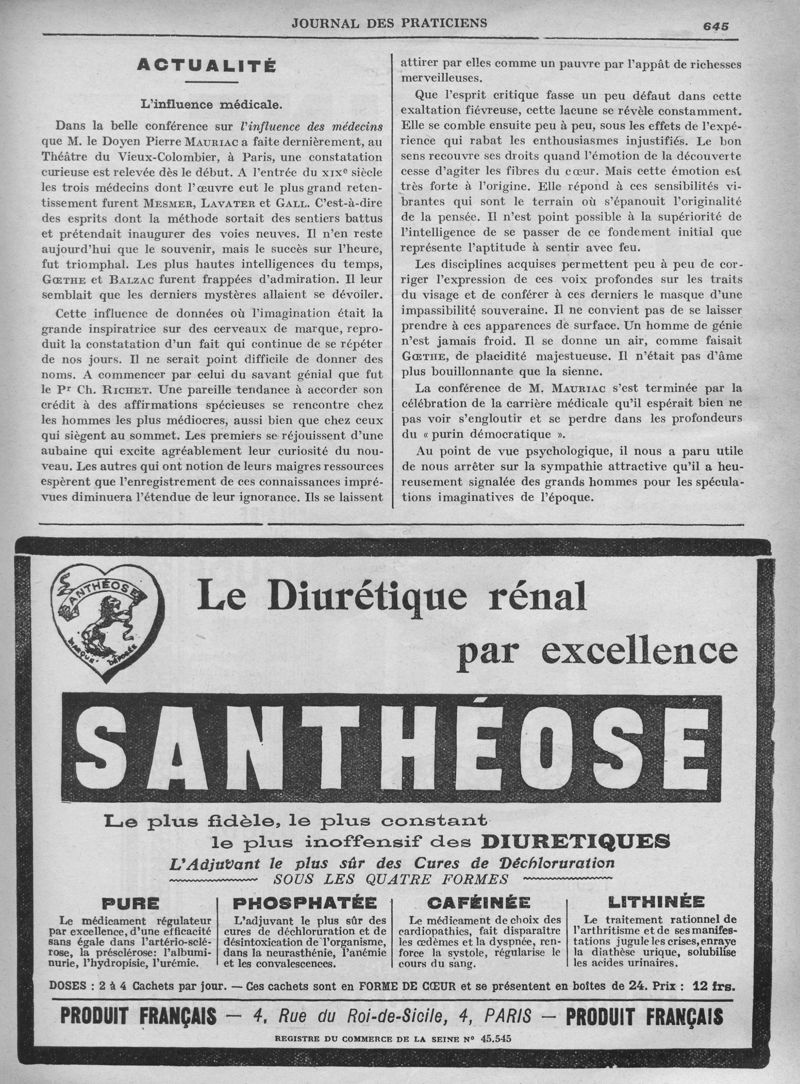 JOURNAL DES PRATICIENS
645
ACTUALITÉ
L'influence médicale.
Dans la belle conférence sur l'influence des médecins
que M. le Doyen Pierre MAURIAC a faite dernièrement, au
Théâtre du Vieux-Colombier, à Paris, une constatation
curieuse est relevée dès le début. A l'entrée du XIXe siècle
les trois médecins dont l'œuvre eut le plus grand reten-
tissement furent MESMER, LAVATER et GALL. C'est-à-dire
des esprits dont la méthode sortait des sentiers battus
et prétendait inaugurer des voies neuves. Il n'en reste
aujourd'hui que le souvenir, mais le succès sur l'heure,
fut triomphal. Les plus hautes intelligences du temps,
GŒTHE et BALZAC furent frappées d'admiration. Il leur
semblait que les derniers mystères allaient se dévoiler.
Cette influence de données où l'imagination était la
grande inspiratrice sur des cerveaux de marque, repro-
duit la constatation d'un fait qui continue de se répéter
de nos jours. Il ne serait point difficile de donner des
noms. A commencer par celui du savant génial que fut
le Pr Ch. RICHET. Une pareille tendance à accorder son
crédit à des affirmations spécieuses se rencontre chez
les hommes les plus médiocres, aussi bien que chez ceux
qui siègent au sommet. Les premiers se réjouissent d'une
aubaine qui excite agréablement leur curiosité du nou-
veau. Les autres qui ont notion de leurs maigres ressources
espèrent que l'enregistrement de ces connaissances impré-
vues diminuera l'étendue de leur ignorance. Ils se laissent
attirer par elles comme un pauvre par l'appât de richesses
merveilleuses.
Que l'esprit critique fasse un peu défaut dans cette
exaltation fiévreuse, cette lacune se révèle constamment.
Elle se comble ensuite peu à peu, sous les effets de l'expé-
rience qui rabat les enthousiasmes injustifiés. Le bon
sens recouvre ses droits quand l'émotion de la découverte
cesse d'agiter les fibres du cœur. Mais cette émotion est
très forte à l'origine. Elle répond à ces sensibilités vi-
brantes qui sont le terrain où s'épanouit l'originalité
de la pensée. Il n'est point possible à la supériorité de
l'intelligence de se passer de ce fondement initial que
représente l'aptitude à sentir avec feu.
Les disciplines acquises permettent peu à peu de cor-
riger l'expression de ces voix profondes sur les traits
du visage et de conférer à ces derniers le masque d'une
impassibilité souveraine. Il ne convient pas de se laisser
prendre à ces apparences de surface. Un homme de génie
n'est jamais froid. Il se donne un air, comme faisait
GŒTHE, de placidité majestueuse. Il n'était pas d'âme
plus bouillonnante que la sienne.
La conférence de M. MAURIAC s'est terminée par la
célébration de la carrière médicale qu'il espérait bien ne
pas voir s'engloutir et se perdre dans les profondeurs
du « purin démocratique ».
Au point de vue psychologique, il nous a paru utile
de nous arrêter sur la sympathie attractive qu'il a heu-
reusement signalée des grands hommes pour les spécula-
tions imaginatives de l'époque.
SANTHÉOSE
MARQUE DÉPOSÉE
Le Diurétique rénal
par excellence
SANTHÉOSE
Le plus fidèle, le plus constant
le plus inoffensif des DIURETIQUES
L'Adjuvant le plus sûr des Cures de Déchloruration
SOUS LES QUATRE FORMES
PURE
Le médicament régulateur
par excellence, d'une efficacité
sans égale dans l'artério-sclé-
rose, la présclérose: l'albumi-
nurie, l'hydropisie, l'urémie.
PHOSPHATÉE
L'adjuvant le plus sûr des
cures de déchloruration et de
désintoxication de l'organisme,
dans la neurasthénie, l'anémie
et les convalescences.
CAFÉINÉE
Le médicament de choix des
cardiopathies, fait disparaître
les œdèmes et la dyspnée, ren-
force la systole, régularise le
cours du sang.
LITHINÉE
Le traitement rationnel de
l'arthritisme et de ses manifes-
tations jugule les crises, enraye
la diathèse urique, solubilise
les acides urinaires.
DOSES : 2 à 4 Cachets par jour. — Ces cachets sont en FORME DE CŒUR et se présentent en boîtes de 24. Prix : 12 frs.
PRODUIT FRANÇAIS — 4, Rue du Roi-de-Sicile, 4, PARIS — PRODUIT FRANÇAIS
REGISTRE DU COMMERCE DE LA SEINE N° 45.545